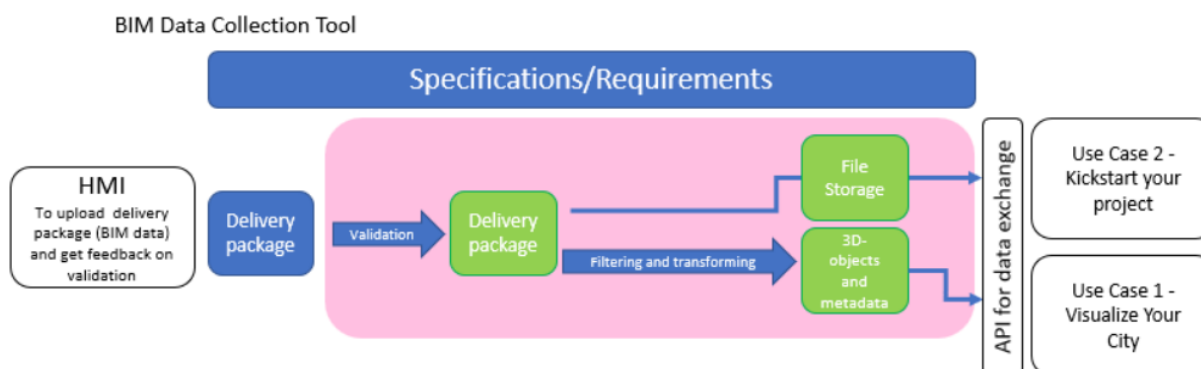 BIM Data Collection Tool
Specifications/Requirements
HMI
To upload delivery
package (BIM data)
and get feedback on
validation
Delivery
package
Validation
Delivery
package
Filtering and transforming
File
Storage
3D-
objects
and
metadata
API for data exchange
Use Case 2 -
Kickstart your
project
Use Case 1 -
Visualize Your
City